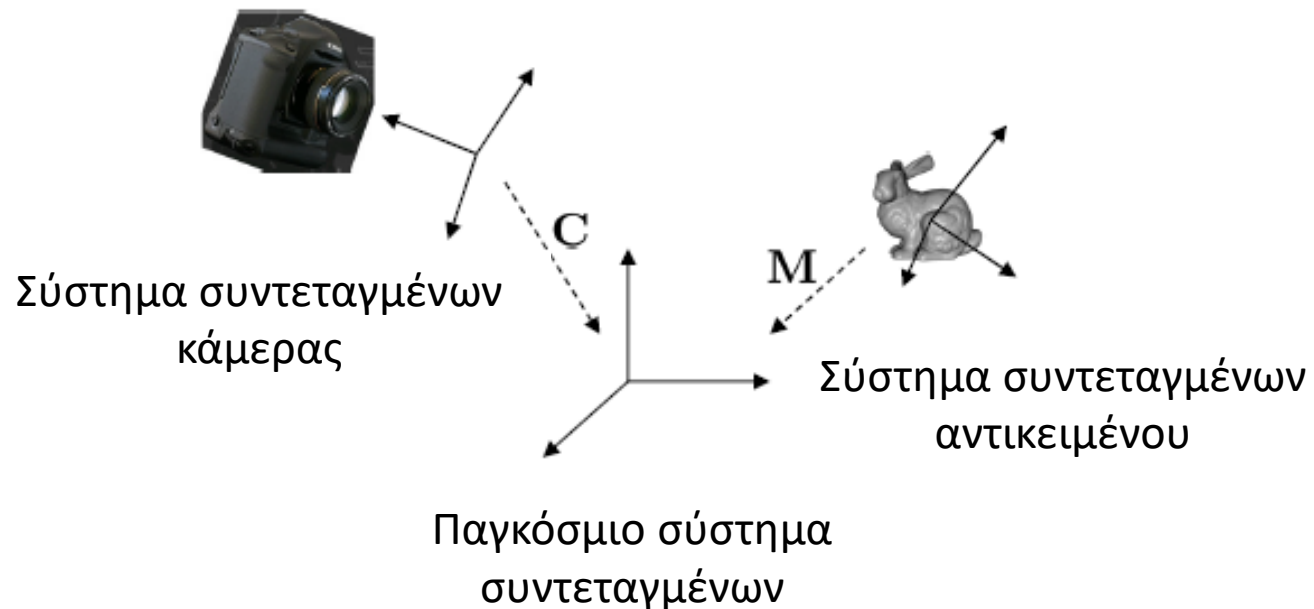 C
M
Σύστημα συντεταγμένων
κάμερας
Σύστημα συντεταγμένων
αντικειμένου
Παγκόσμιο σύστημα
συντεταγμένων